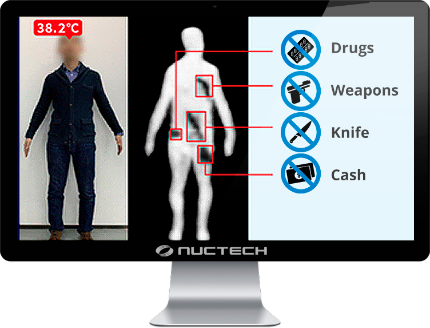 38.2°C
Drugs
Weapons
Knife
Cash
NUCTECH